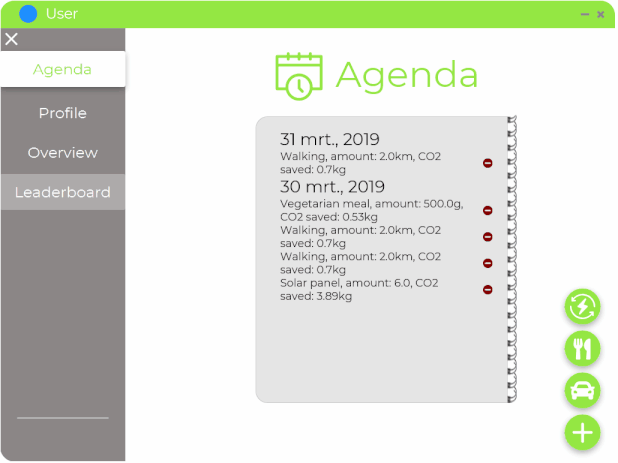 User
Agenda
Profile
Overview
Leaderboard
Agenda
31 mrt., 2019
Walking, amount: 2.0km, CO2
saved: 0.7kg
30 mrt., 2019
Vegetarian meal, amount: 500.0g,
CO2 saved: 0.53kg
Walking, amount: 2.0km, CO2
saved: 0.7kg
Walking, amount: 2.0km, CO2
saved: 0.7kg
Solar panel, amount: 6.0, CO2
saved: 3.89kg